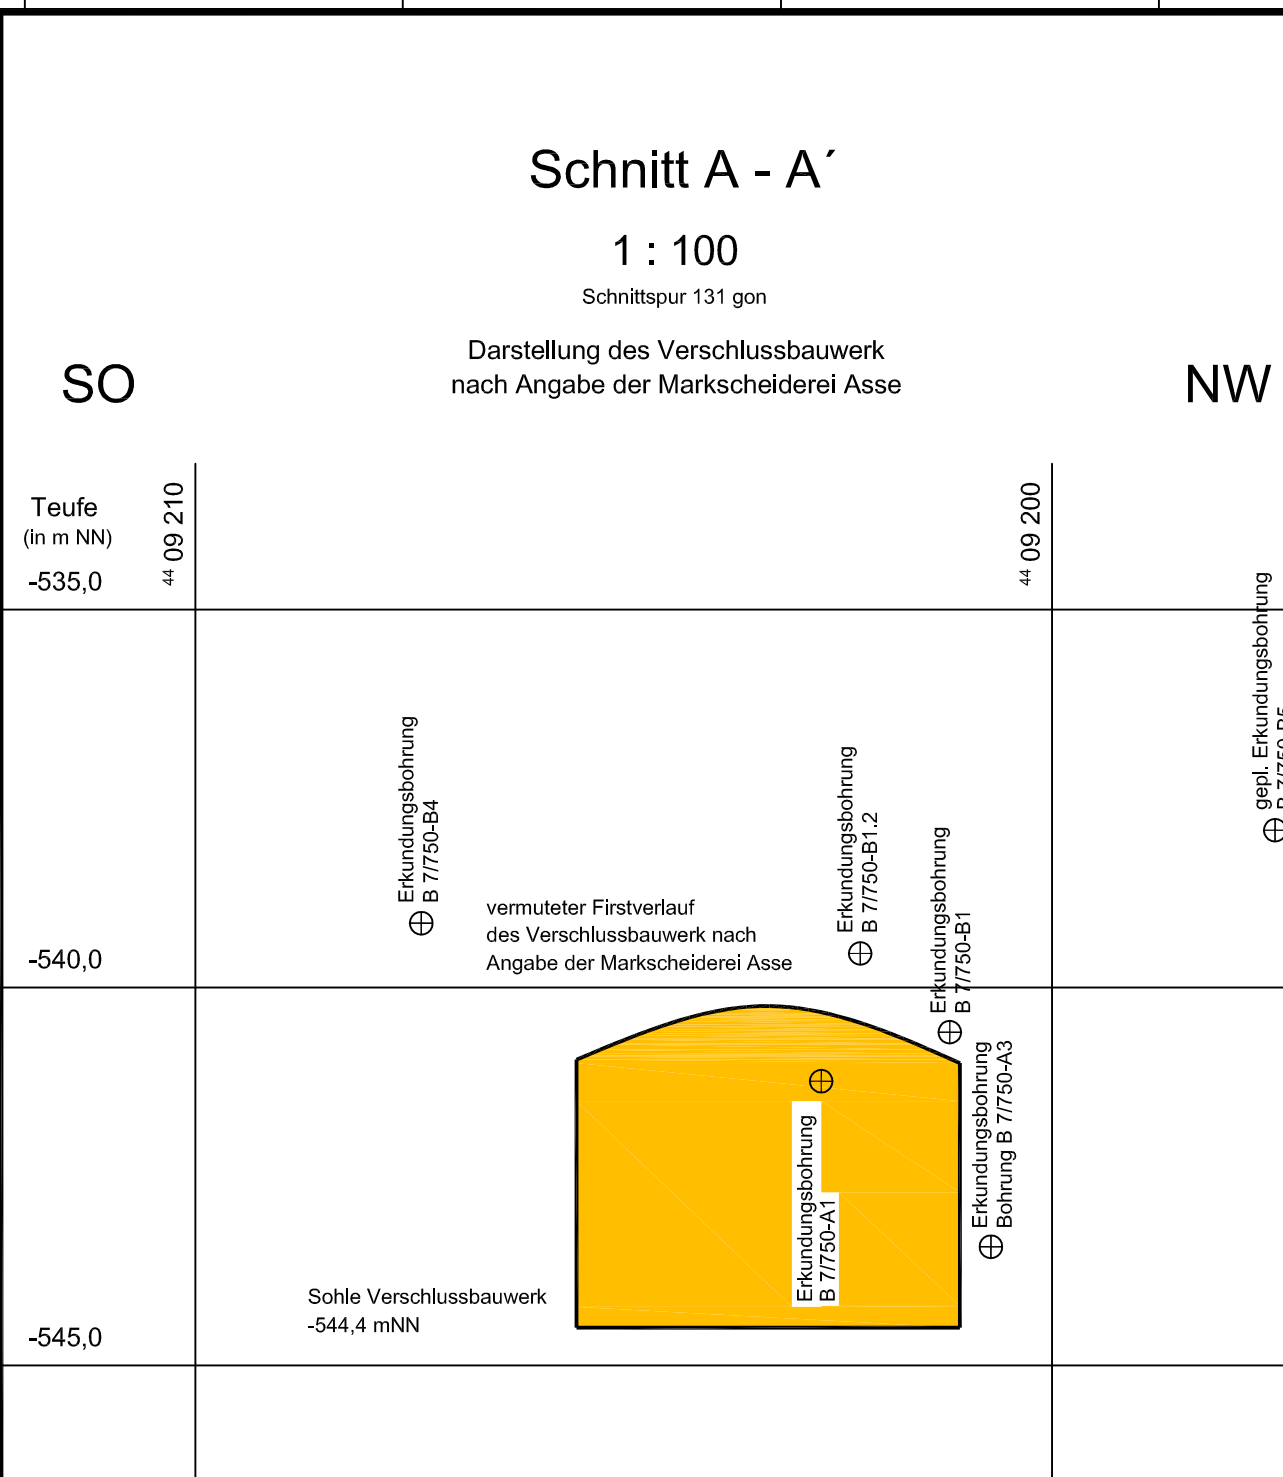 Schnitt A - A´
1 : 100
Schnittspur 131 gon
Darstellung des Verschlussbauwerk
nach Angabe der Markscheiderei Asse
SO
NW
Teufe
(in m NN)
-535,0
44 09 210
44 09 200
gepl. Erkundungsbohrung
B 7/750-B5
Erkundungsbohrung
B 7/750-B4
Erkundungsbohrung
B 7/750-B1.2
Erkundungsbohrung
B 7/750-B1
vermuteter Firstverlauf
des Verschlussbauwerk nach
Angabe der Markscheiderei Asse
-540,0
Erkundungsbohrung
Bohrung B 7/750-A3
Erkundungsbohrung
B 7/750-A1
Sohle Verschlussbauwerk
-544,4 mNN
-545,0